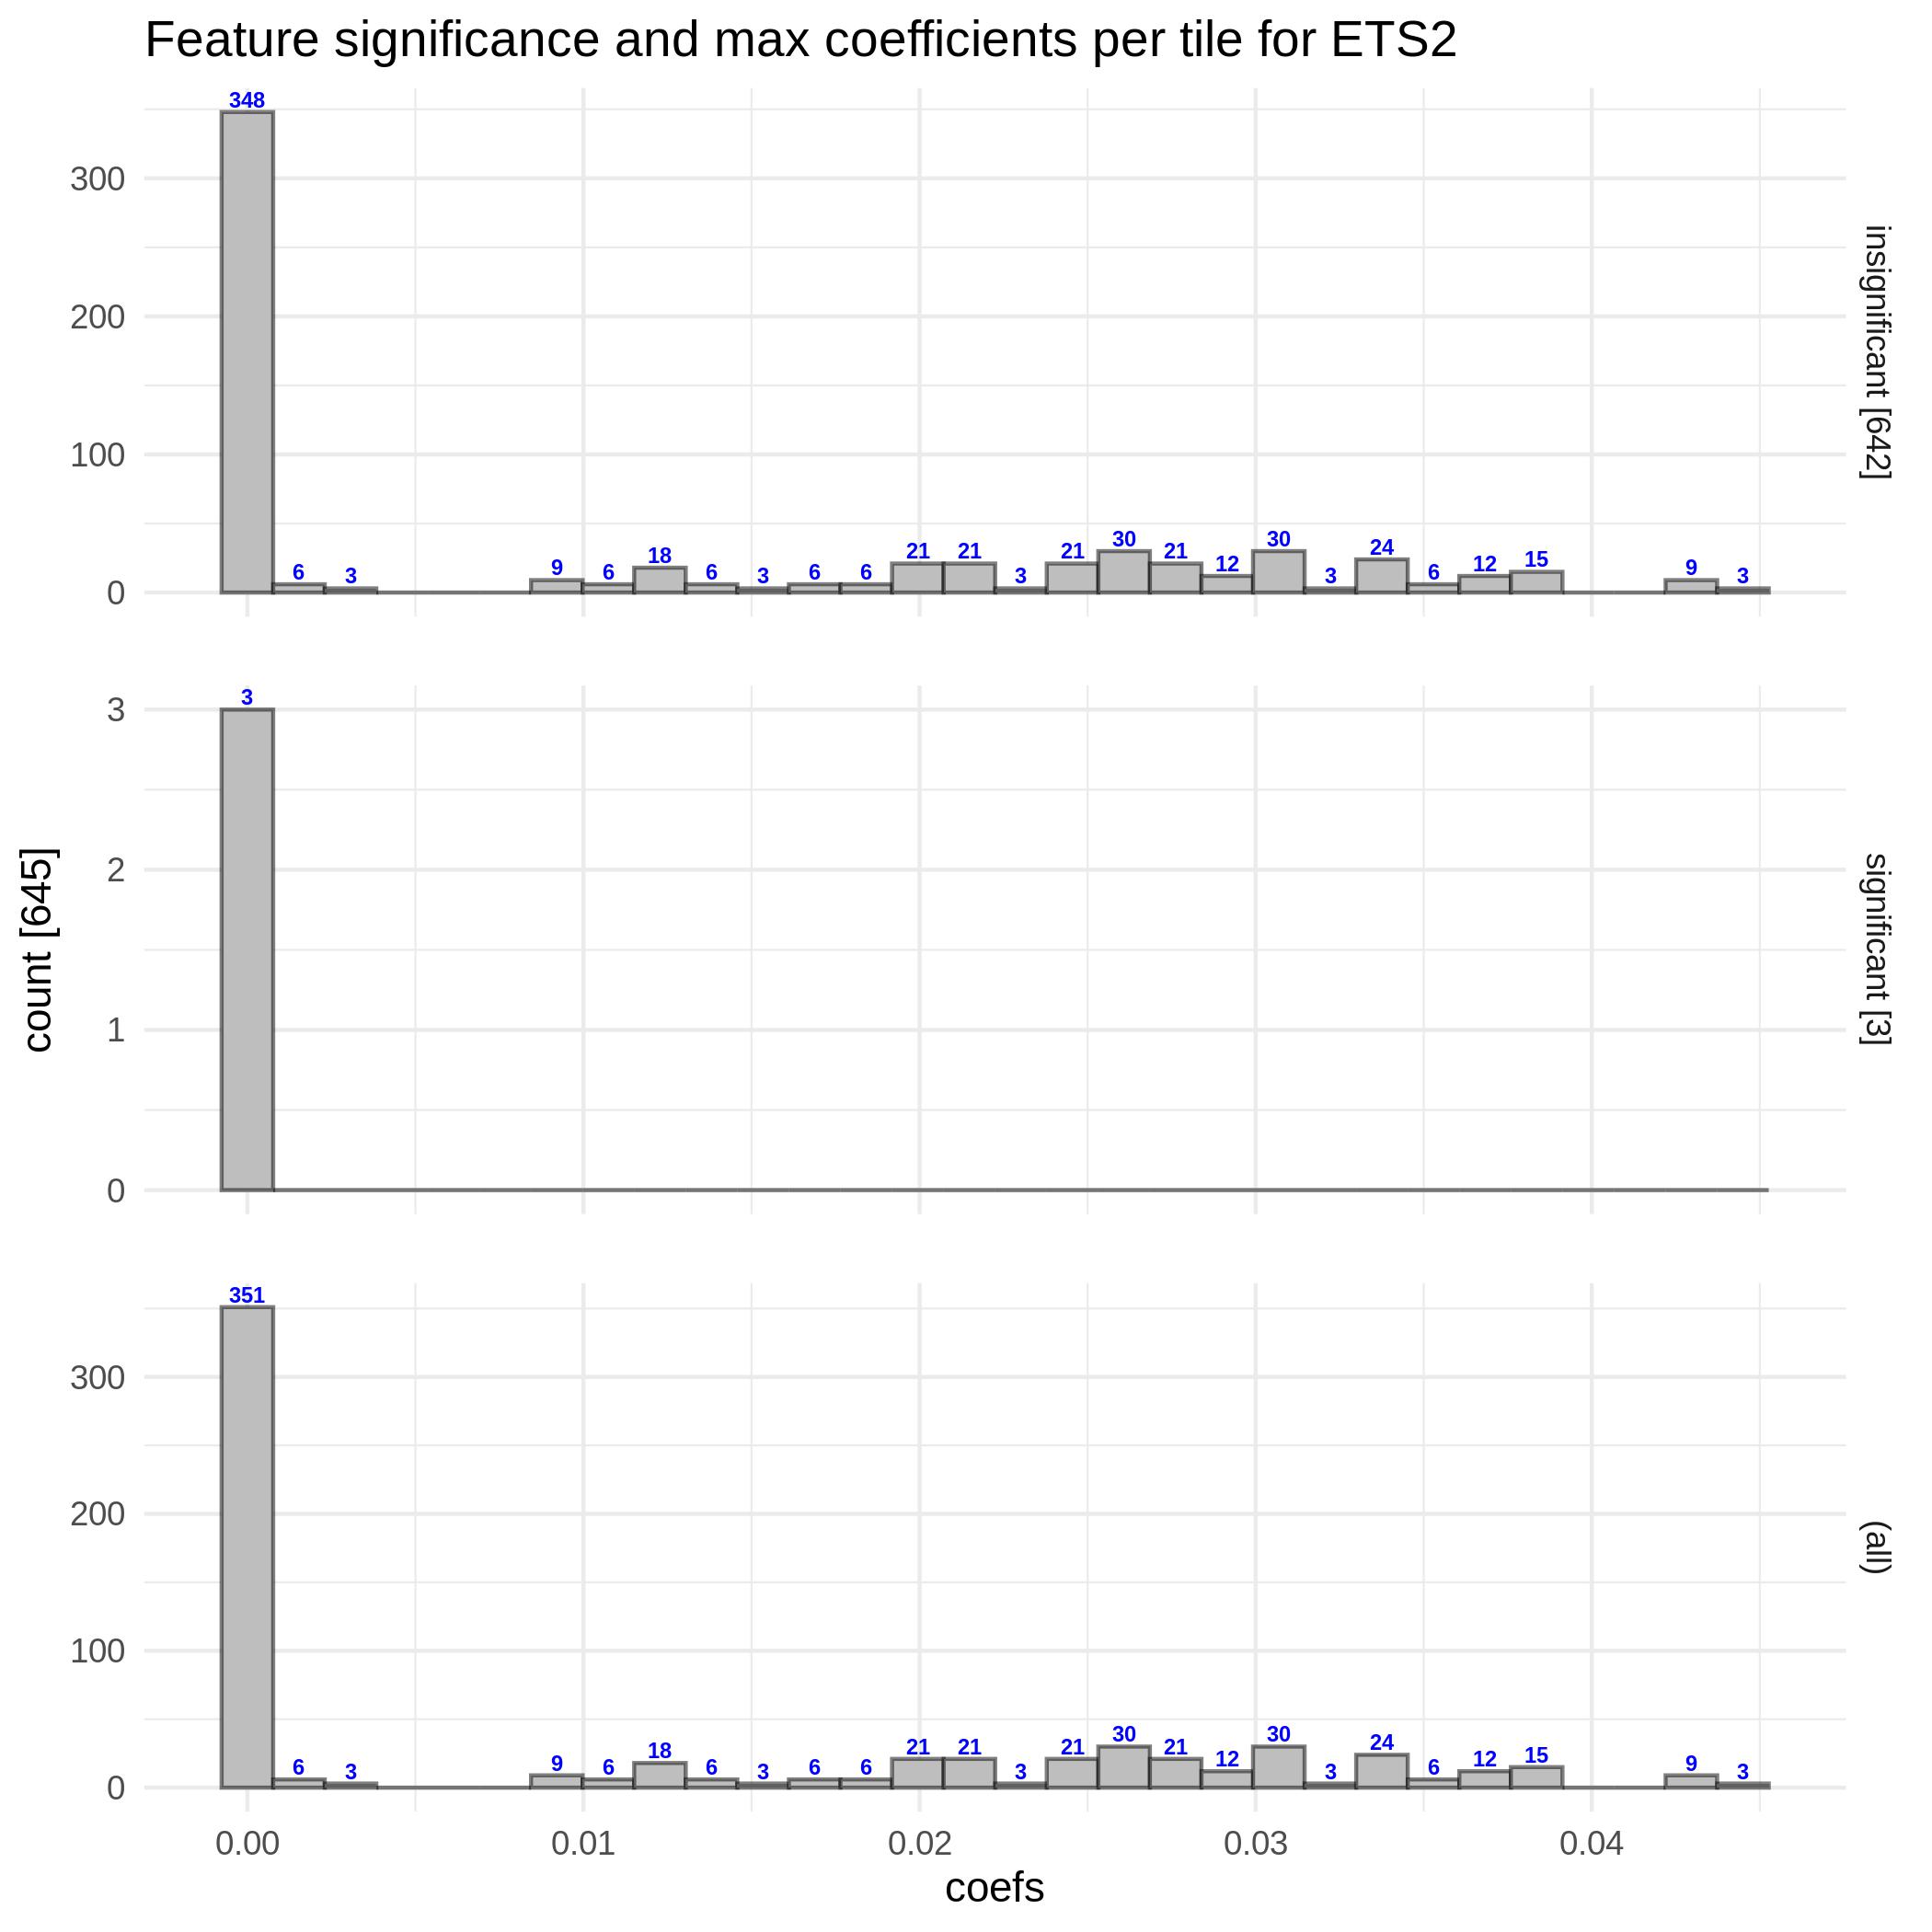 Feature significance and max coefficients per tile for ETS2
348
300
200
100
0
6 3 9 6 18 6 3 6 6 21 21 3 21 30 21 12 30 3 24 6 12 15 9 3
insignificant [642]
3
3
2
1
0
significant [3]
count [645]
351
300
200
100
0
6 3 9 6 18 6 3 6 6 21 21 3 21 30 21 12 30 3 24 6 12 15 9 3
(all)
0.00 0.01 0.02 0.03 0.04
coefs